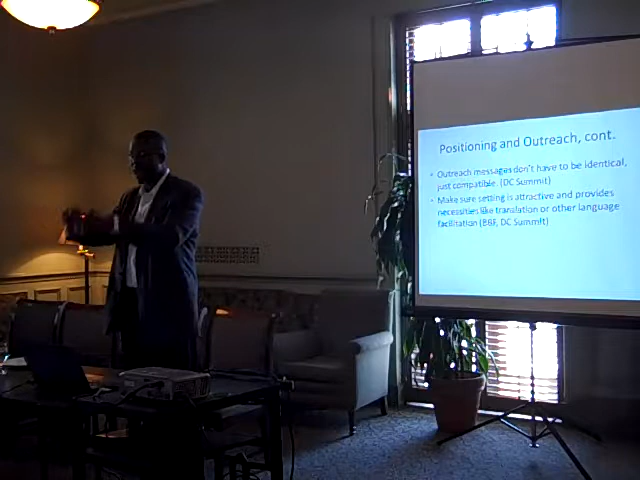 Positioning and Outreach, cont.
• Outreach messages don't have to be identical,
just compatible. (DC Summit)
• Make sure setting is attractive and provides
necessities like translation or other language
facilitation (BBF, DC Summit)